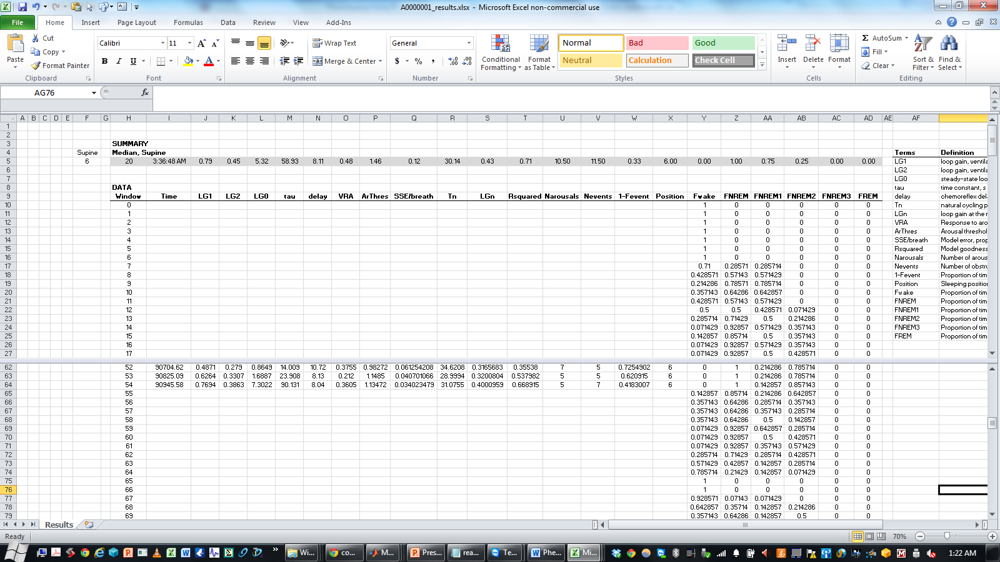 A0000001_results.xlsx - Microsoft Excel non-commercial use
File Home Insert Page Layout Formulas Data Review View Add-Ins
Paste Cut Copy Format Painter Clipboard
Calibri 11 B I U Font
Wrap Text Merge & Center Alignment
General $ % , Number
Conditional Formatting Format as Table
Normal Bad Good
Neutral Calculation Check Cell
Styles
Insert Delete Format Cells
Σ AutoSum Fill Clear Sort & Filter Find & Select Editing
AG76 fx
A B C D E F G H I J K L M N O P Q R S T U V W X Y Z AA AB AC AD AE AF
1
2
3 SUMMARY
4 Supine Median, Supine Terms Definition
5 6 20 3:36:48 AM 0.79 0.45 5.32 58.93 8.11 0.48 1.46 0.12 30.14 0.43 0.71 10.50 11.50 0.33 6.00 0.00 1.00 0.75 0.25 0.00 0.00 LG1 loop gain, ventila
6 LG2 loop gain, ventila
7 LG0 steady-state loo
8 DATA tau time constant, s
9 Window Time LG1 LG2 LG0 tau delay VRA ArThres SSE/breath Tn LGn Rsquared Narousals Nevents 1-Fevent Position Fwake FNREM FNREM1 FNREM2 FNREM3 FREM delay chemoreflex del
10 0 1 0 0 0 0 0 Tn natural cycling p
11 1 1 0 0 0 0 0 LGn loop gain at the r
12 2 1 0 0 0 0 0 VRA Response to aro
13 3 1 0 0 0 0 0 ArThres Arousal threshol
14 4 1 0 0 0 0 0 SSE/breath Model error, prop
15 5 1 0 0 0 0 0 Rsquared Model goodness
16 6 1 0 0 0 0 0 Narousals Number of arous
17 7 0.71 0.28571 0.285714 0 0 0 Nevents Number of obstru
18 8 0.428571 0.57143 0.571429 0 0 0 1-Fevent Proportion of tim
19 9 0.214286 0.78571 0.785714 0 0 0 Position Sleeping positio
20 10 0.357143 0.64286 0.642857 0 0 0 Fwake Proportion of tim
21 11 0.428571 0.57143 0.571429 0 0 0 FNREM Proportion of tim
22 12 0.5 0.5 0.428571 0.071429 0 0 FNREM1 Proportion of tim
23 13 0.285714 0.71429 0.5 0.214286 0 0 FNREM2 Proportion of tim
24 14 0.071429 0.92857 0.571429 0.357143 0 0 FNREM3 Proportion of tim
25 15 0.142857 0.85714 0.5 0.357143 0 0 FREM Proportion of tim
26 16 0.071429 0.92857 0.571429 0.357143 0 0
27 17 0.071429 0.92857 0.5 0.428571 0 0
62 52 90704.62 0.4871 0.279 0.8649 14.009 10.72 0.3755 0.98272 0.061254208 34.6208 0.3165683 0.35538 7 5 0.7254902 6 0 1 0.214286 0.785714 0 0
63 53 90825.09 0.6264 0.3307 1.6887 23.908 8.13 0.212 1.1485 0.040701066 28.9994 0.3200804 0.537982 5 5 0.620915 6 0 1 0.214286 0.785714 0 0
64 54 90945.58 0.7694 0.3863 7.3022 90.131 8.04 0.3605 1.13472 0.034023479 31.0755 0.4000959 0.668915 5 7 0.4183007 6 0 1 0.142857 0.857143 0 0
65 55 0.142857 0.85714 0.214286 0.642857 0 0
66 56 0.357143 0.64286 0.285714 0.357143 0 0
67 57 0.357143 0.64286 0.357143 0.285714 0 0
68 58 0.357143 0.64286 0.5 0.142857 0 0
69 59 0.071429 0.92857 0.642857 0.285714 0 0
70 60 0.071429 0.92857 0.5 0.428571 0 0
71 61 0.071429 0.92857 0.357143 0.571429 0 0
72 62 0.285714 0.71429 0.285714 0.428571 0 0
73 63 0.571429 0.42857 0.142857 0.285714 0 0
74 64 0.785714 0.21429 0.142857 0.071429 0 0
75 65 1 0 0 0 0 0
76 66 1 0 0 0 0 0
77 67 0.928571 0.07143 0.071429 0 0 0
78 68 0.642857 0.35714 0.142857 0.214286 0 0
79 69 0.357143 0.64286 0.142857 0.5 0 0
Results
Ready 70%
Wi... co... M... Pres... rea... Te... Phe... Mi... 1:22 AM